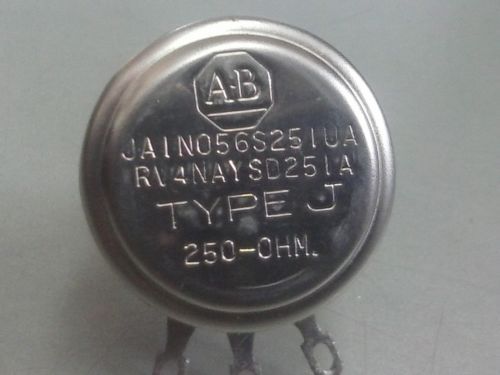 A-B
JA1N056S251UA
RV4NAYSD251A
TYPE J
250-OHM.